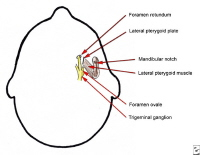 Foramen rotundum
Lateral pterygoid plate
Mandibular notch
Lateral pterygoid muscle
Foramen ovale
Trigeminal ganglion